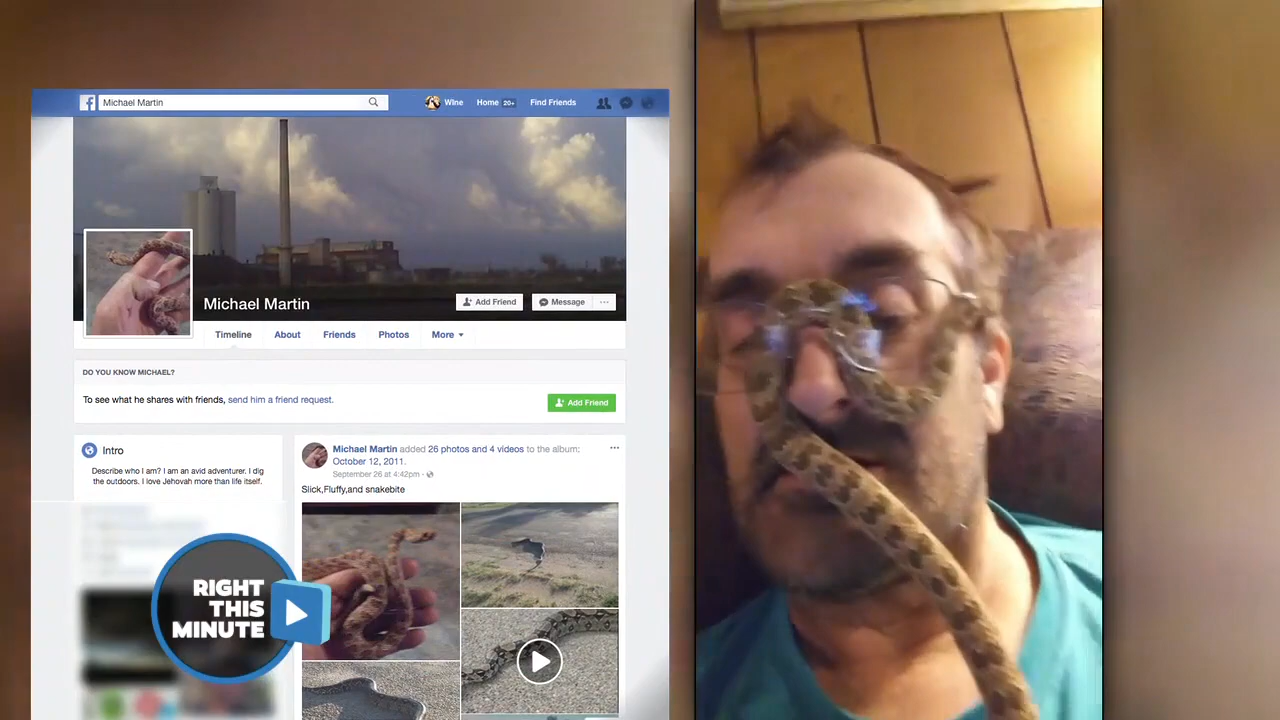 Michael Martin
Wine
Home 20+
Find Friends
Michael Martin
Add Friend
Message
Timeline
About
Friends
Photos
More
DO YOU KNOW MICHAEL?
To see what he shares with friends, send him a friend request.
Add Friend
Intro
Describe who I am? I am an avid adventurer. I dig
the outdoors. I love Jehovah more than life itself.
Michael Martin added 26 photos and 4 videos to the album:
October 12, 2011.
September 26 at 4:42pm ·
Slick,Fluffy,and snakebite
RIGHT
THIS
MINUTE